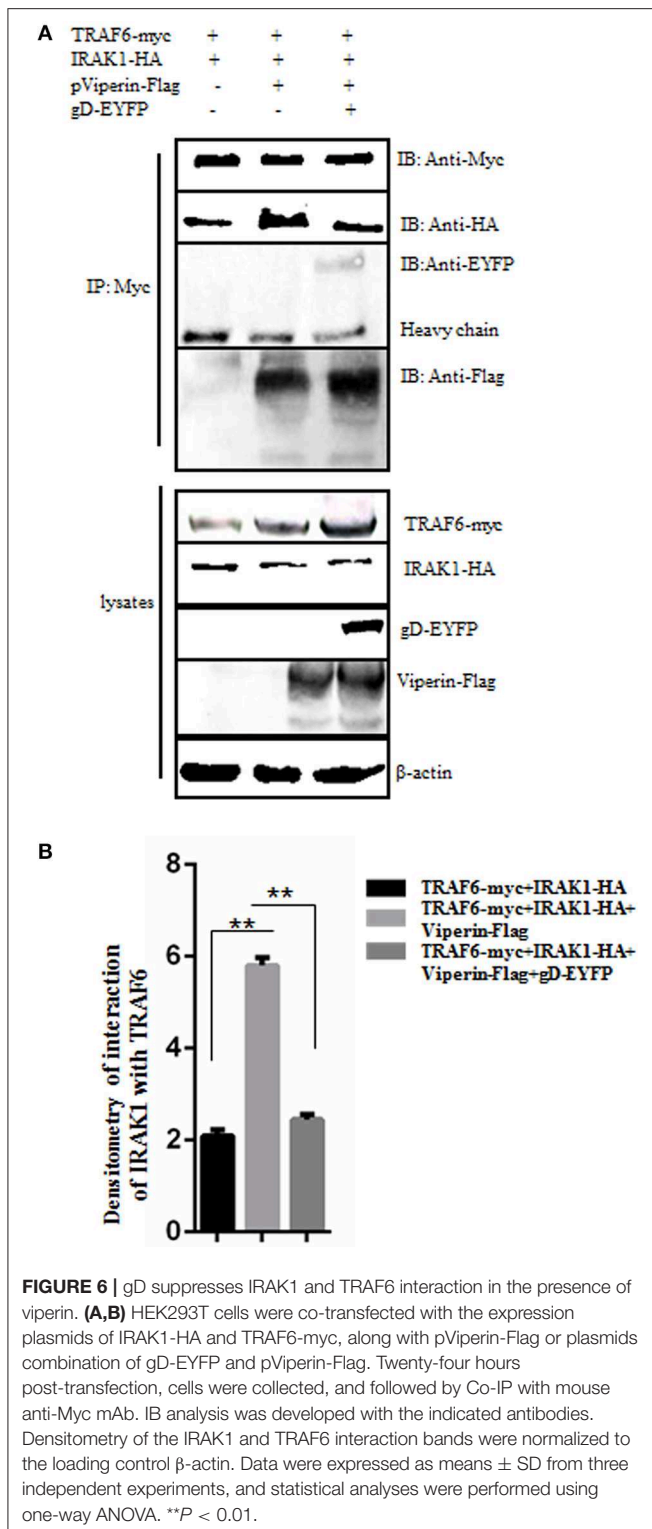 A
TRAF6-myc + + +
IRAK1-HA + + +
pViperin-Flag - + +
gD-EYFP - - +
IP: Myc
IB: Anti-Myc
IB: Anti-HA
IB:Anti-EYFP
Heavy chain
IB: Anti-Flag
lysates
TRAF6-myc
IRAK1-HA
gD-EYFP
Viperin-Flag
β-actin
B
Densitometry of interaction
of IRAK1 with TRAF6
8
6
4
2
0
**
**
TRAF6-myc+IRAK1-HA
TRAF6-myc+IRAK1-HA+
Viperin-Flag
TRAF6-myc+IRAK1-HA+
Viperin-Flag+gD-EYFP
FIGURE 6 | gD suppresses IRAK1 and TRAF6 interaction in the presence of
viperin. (A,B) HEK293T cells were co-transfected with the expression
plasmids of IRAK1-HA and TRAF6-myc, along with pViperin-Flag or plasmids
combination of gD-EYFP and pViperin-Flag. Twenty-four hours
post-transfection, cells were collected, and followed by Co-IP with mouse
anti-Myc mAb. IB analysis was developed with the indicated antibodies.
Densitometry of the IRAK1 and TRAF6 interaction bands were normalized to
the loading control β-actin. Data were expressed as means ± SD from three
independent experiments, and statistical analyses were performed using
one-way ANOVA. **P < 0.01.